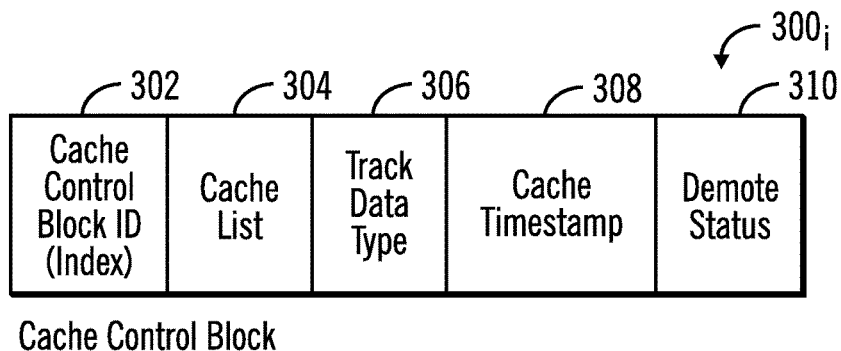 300i
302
304
306
308
310
Cache
Control
Block ID
(Index)
Cache
List
Track
Data
Type
Cache
Timestamp
Demote
Status
Cache Control Block